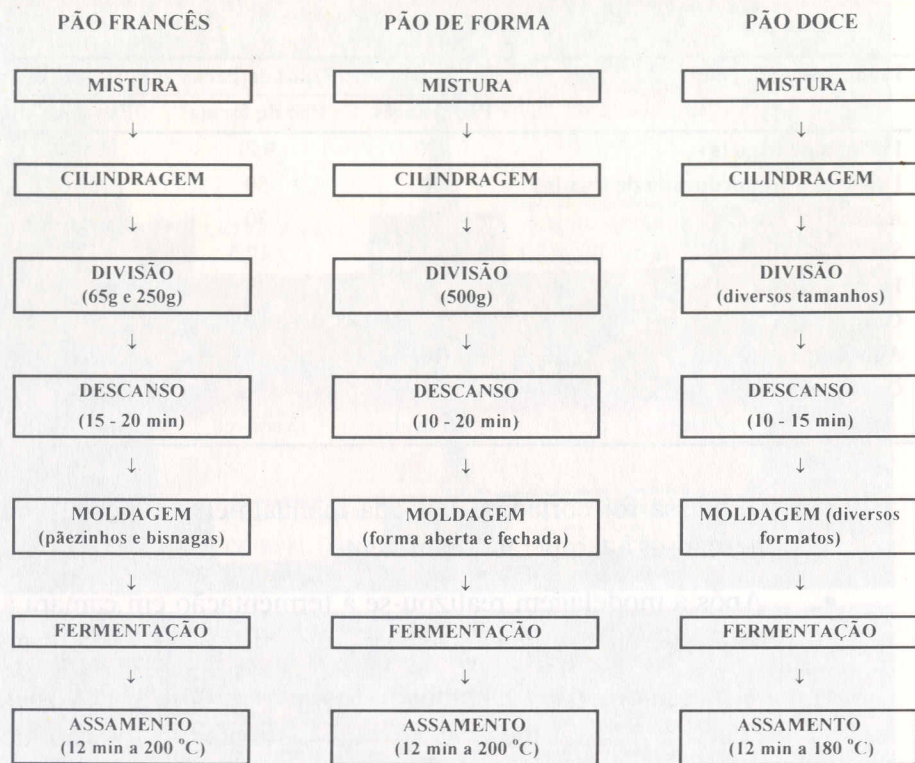 PÃO FRANCÊS
MISTURA
↓
CILINDRAGEM
↓
DIVISÃO
(65g e 250g)
↓
DESCANSO
(15 - 20 min)
↓
MOLDAGEM
(pãezinhos e bisnagas)
↓
FERMENTAÇÃO
↓
ASSAMENTO
(12 min a 200 °C)
PÃO DE FORMA
MISTURA
↓
CILINDRAGEM
↓
DIVISÃO
(500g)
↓
DESCANSO
(10 - 20 min)
↓
MOLDAGEM
(forma aberta e fechada)
↓
FERMENTAÇÃO
↓
ASSAMENTO
(12 min a 200 °C)
PÃO DOCE
MISTURA
↓
CILINDRAGEM
↓
DIVISÃO
(diversos tamanhos)
↓
DESCANSO
(10 - 15 min)
↓
MOLDAGEM (diversos
formatos)
↓
FERMENTAÇÃO
↓
ASSAMENTO
(12 min a 180 °C)